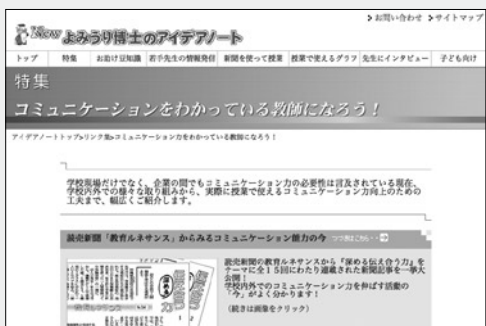 お問い合わせ サイトマップ
New よみうり博士のアイデアノート
トップ 特集 お助け豆知識 若手先生の情報発信 新聞を使って授業 授業で使えるグラフ 先生にインタビュー 子ども向け
特集
コミュニケーションをわかっている教師になろう！
アイデアノートトップ>リンク集>コミュニケーション力をわかっている教師になろう！
学校現場だけでなく、企業の間でもコミュニケーション力の必要性は言及されている現在、
学校内外での様々な取り組みから、実際に授業で使えるコミュニケーション力向上のための
工夫まで、幅広くご紹介します。
読売新聞「教育ルネサンス」からみるコミュニケーション能力の今
読売新聞の教育ルネサンスから『深める伝え合う力』を
テーマに全１５回にわたり連載された新聞記事を一挙大
公開！
学校内外でのコミュニケーション力を伸ばす活動の
「今」がよく分かります！
（続きは画像をクリック）